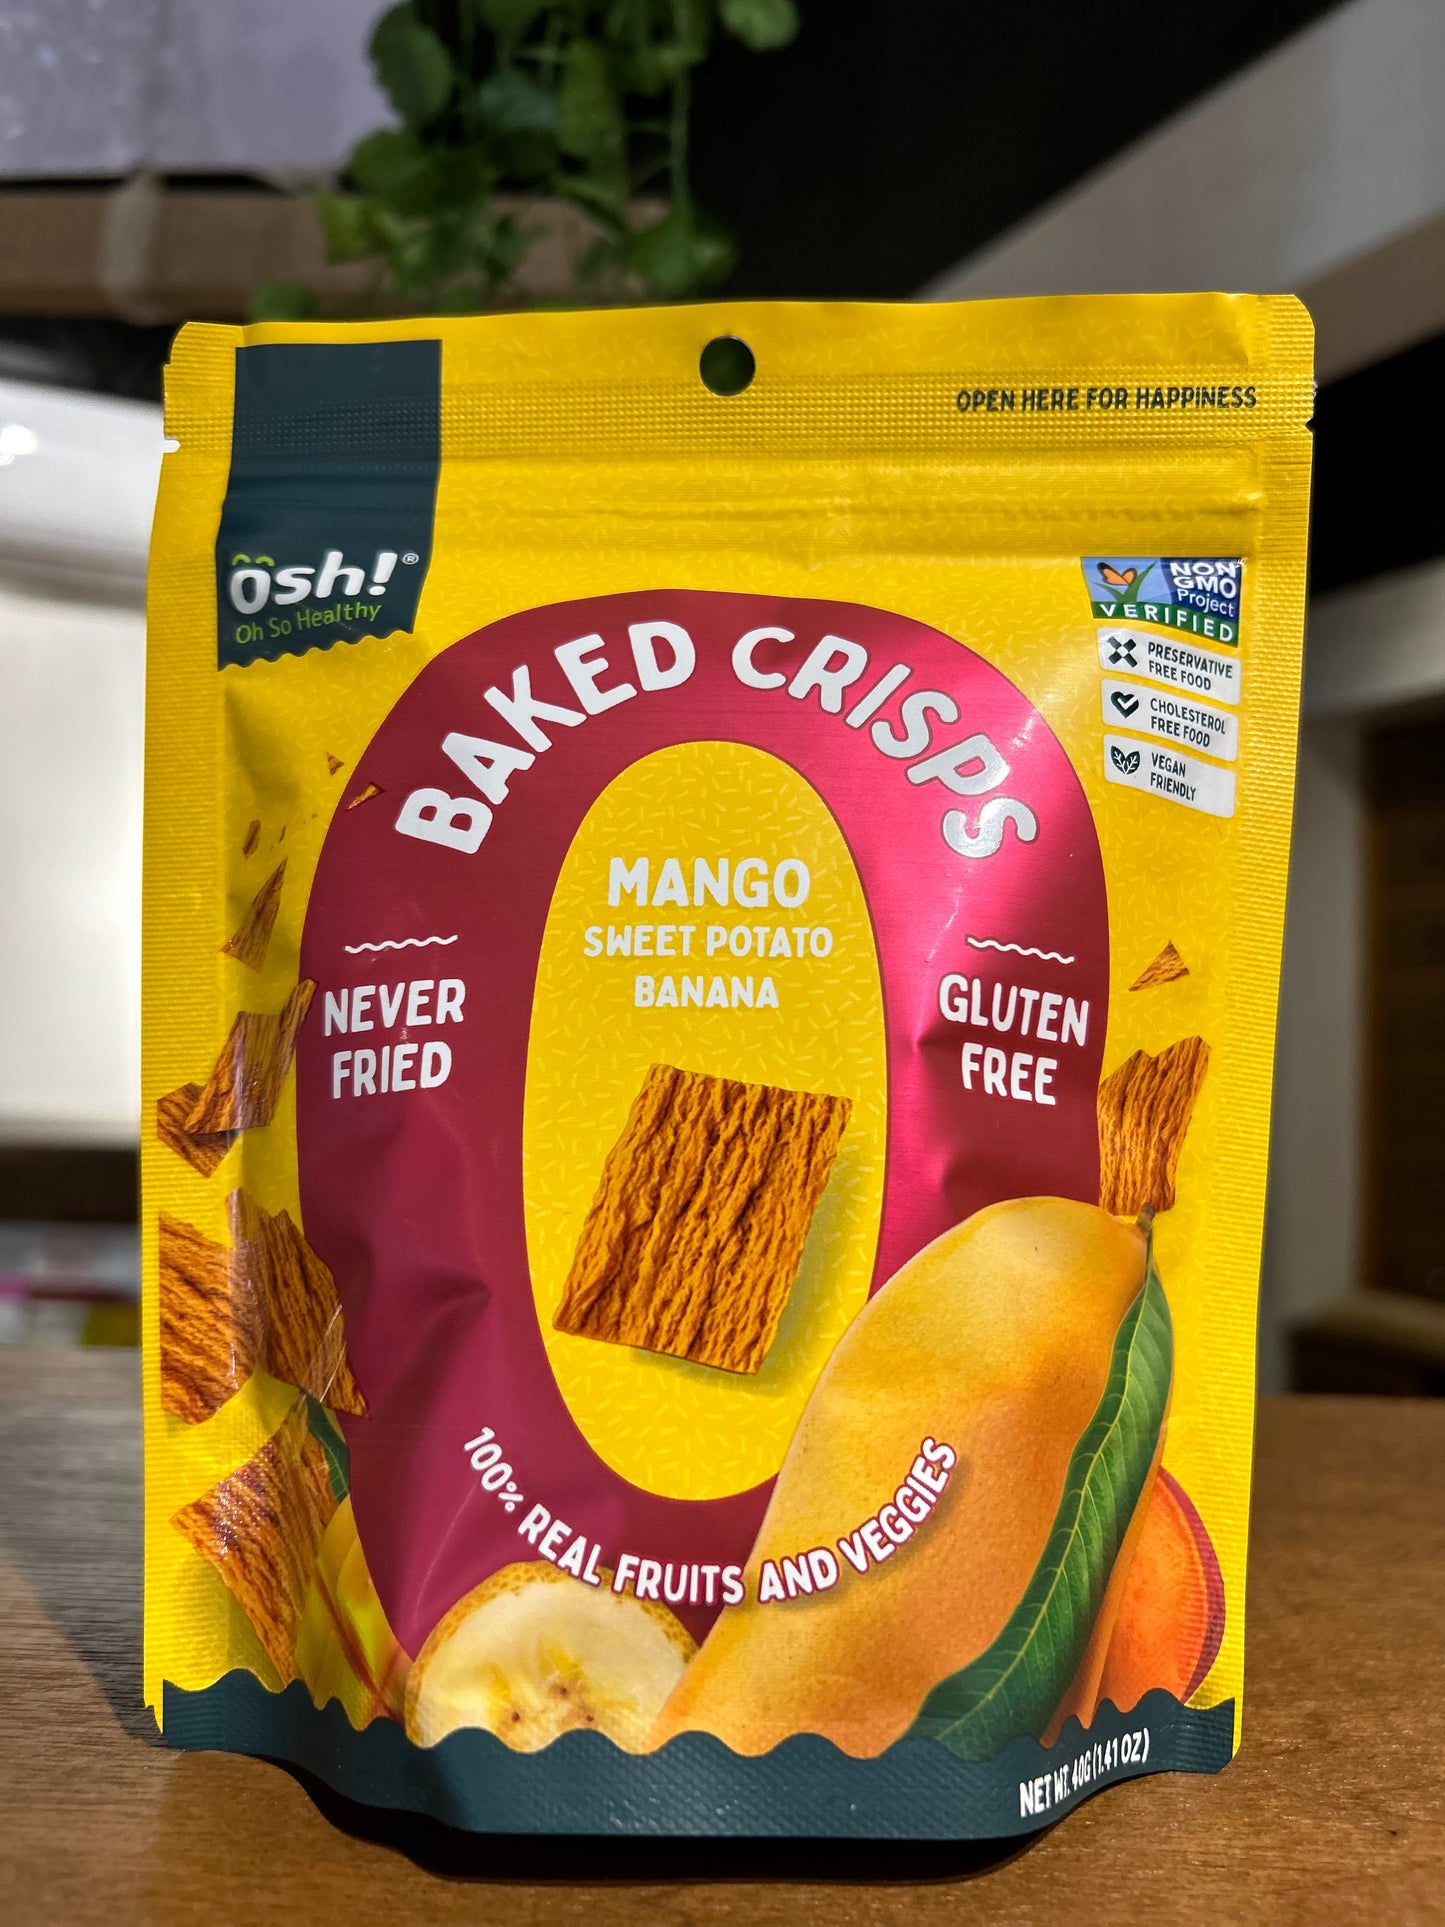 OPEN HERE FOR HAPPINESS
ösh!®
Oh So Healthy
NON
GMO
Project
VERIFIED
PRESERVATIVE
FREE FOOD
CHOLESTEROL
FREE FOOD
VEGAN
FRIENDLY
BAKED CRISPS
MANGO
SWEET POTATO
BANANA
NEVER
FRIED
GLUTEN
FREE
100% REAL FRUITS AND VEGGIES
NET WT. 40G (1.41 OZ)